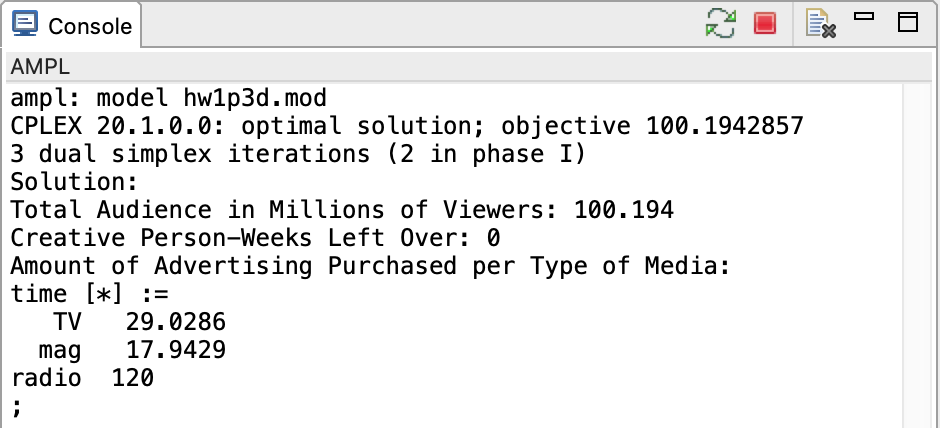 Console
AMPL
ampl: model hw1p3d.mod
CPLEX 20.1.0.0: optimal solution; objective 100.1942857
3 dual simplex iterations (2 in phase I)
Solution:
Total Audience in Millions of Viewers: 100.194
Creative Person-Weeks Left Over: 0
Amount of Advertising Purchased per Type of Media:
time [*] :=
   TV   29.0286
  mag   17.9429
radio  120
;